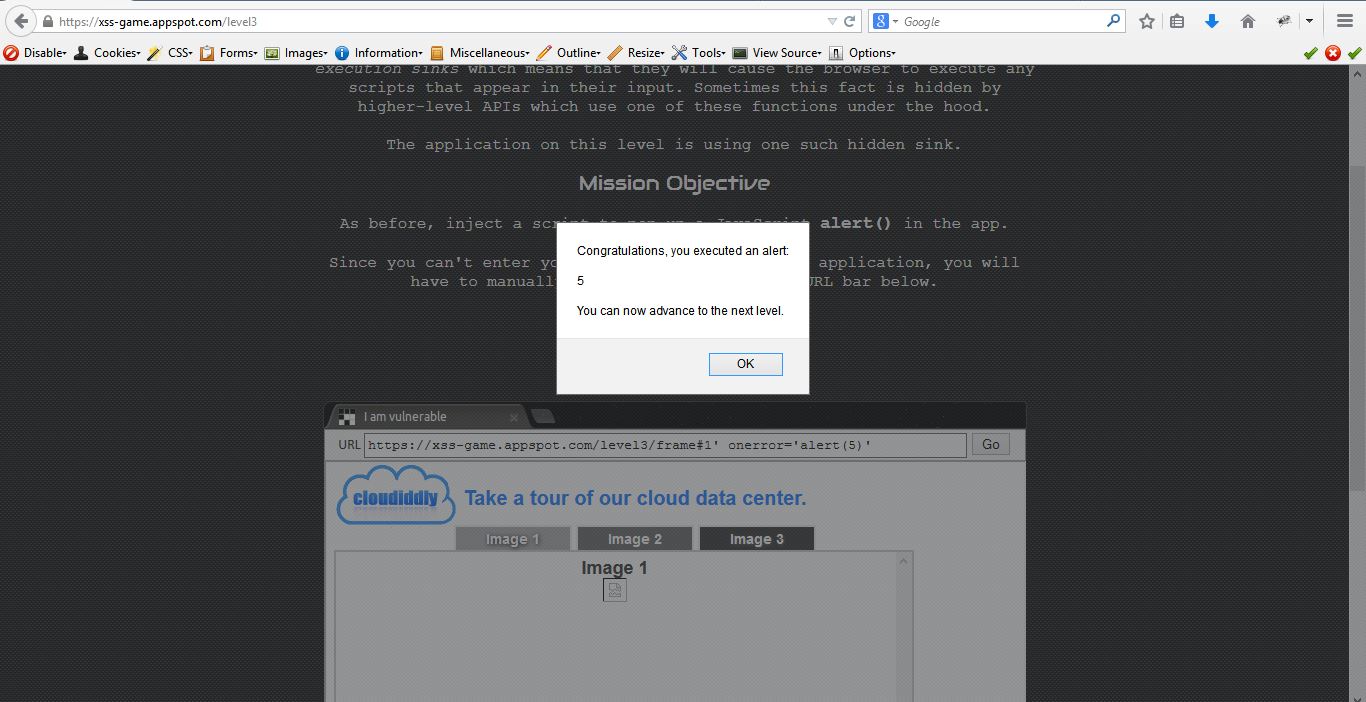 https://xss-game.appspot.com/level3
Google
Disable Cookies CSS Forms Images Information Miscellaneous Outline Resize Tools View Source Options
execution sinks which means that they will cause the browser to execute any
scripts that appear in their input. Sometimes this fact is hidden by
higher-level APIs which use one of these functions under the hood.
The application on this level is using one such hidden sink.
Mission Objective
As before, inject a script to pop up a JavaScript alert() in the app.
Since you can't enter
application, you will
have to manually
URL bar below.
Congratulations, you executed an alert:
5
You can now advance to the next level.
OK
I am vulnerable
URL https://xss-game.appspot.com/level3/frame#1' onerror='alert(5)' Go
cloudiddly Take a tour of our cloud data center.
Image 1 Image 2 Image 3
Image 1